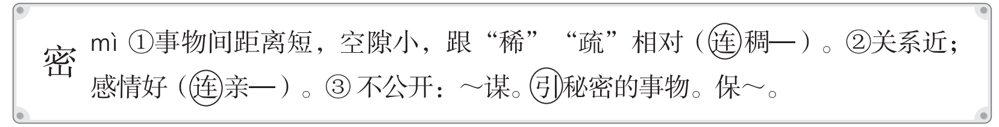 密
mì ①事物间距离短，空隙小，跟“稀”“疏”相对（连稠—）。②关系近；
感情好（连亲—）。③不公开：～谋。引秘密的事物。保～。